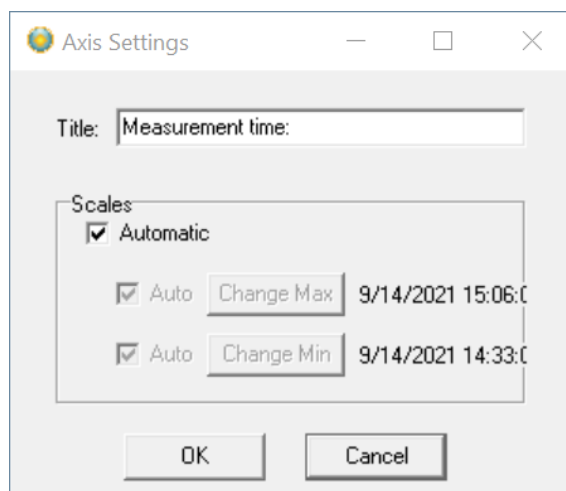 Axis Settings
Title: Measurement time:
Scales
Automatic
Auto Change Max 9/14/2021 15:06:0
Auto Change Min 9/14/2021 14:33:0
OK Cancel